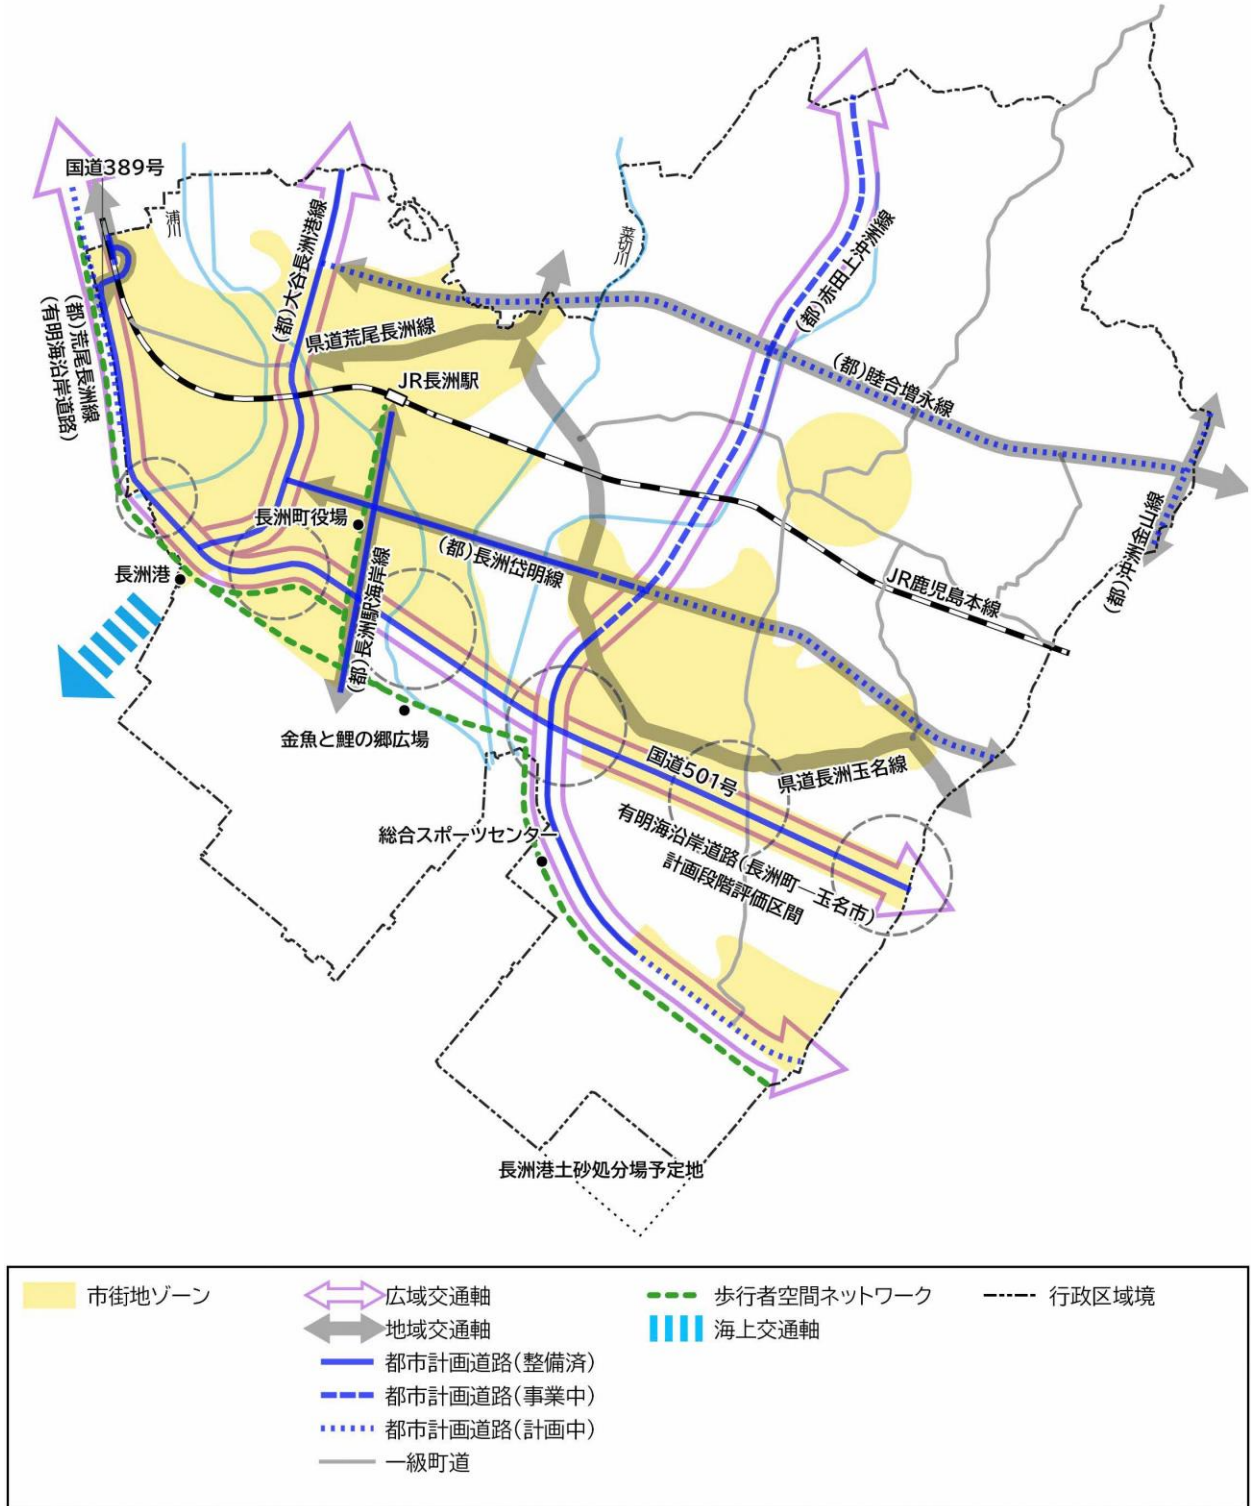 国道389号
浦川
(都)大谷長洲港線
菜切川
(都)赤田上沖洲線
(都)荒尾長洲線
(有明海沿岸道路)
県道荒尾長洲線
JR長洲駅
(都)睦合増永線
長洲町役場
(都)長洲岱明線
(都)沖洲金山線
長洲港
JR鹿児島本線
(都)長洲駅海岸線
金魚と鯉の郷広場
国道501号
県道長洲玉名線
総合スポーツセンター
有明海沿岸道路(長洲町―玉名市)
計画段階評価区間
長洲港土砂処分場予定地
市街地ゾーン
広域交通軸
歩行者空間ネットワーク
行政区域境
地域交通軸
海上交通軸
都市計画道路(整備済)
都市計画道路(事業中)
都市計画道路(計画中)
一級町道